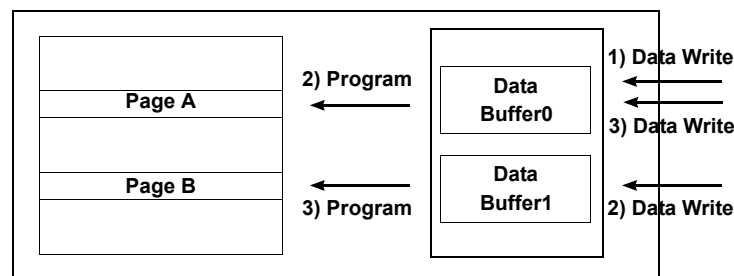 1) Data Write
2) Program
Data
Buffer0
Page A
3) Data Write
Data
Buffer1
Page B
3) Program
2) Data Write